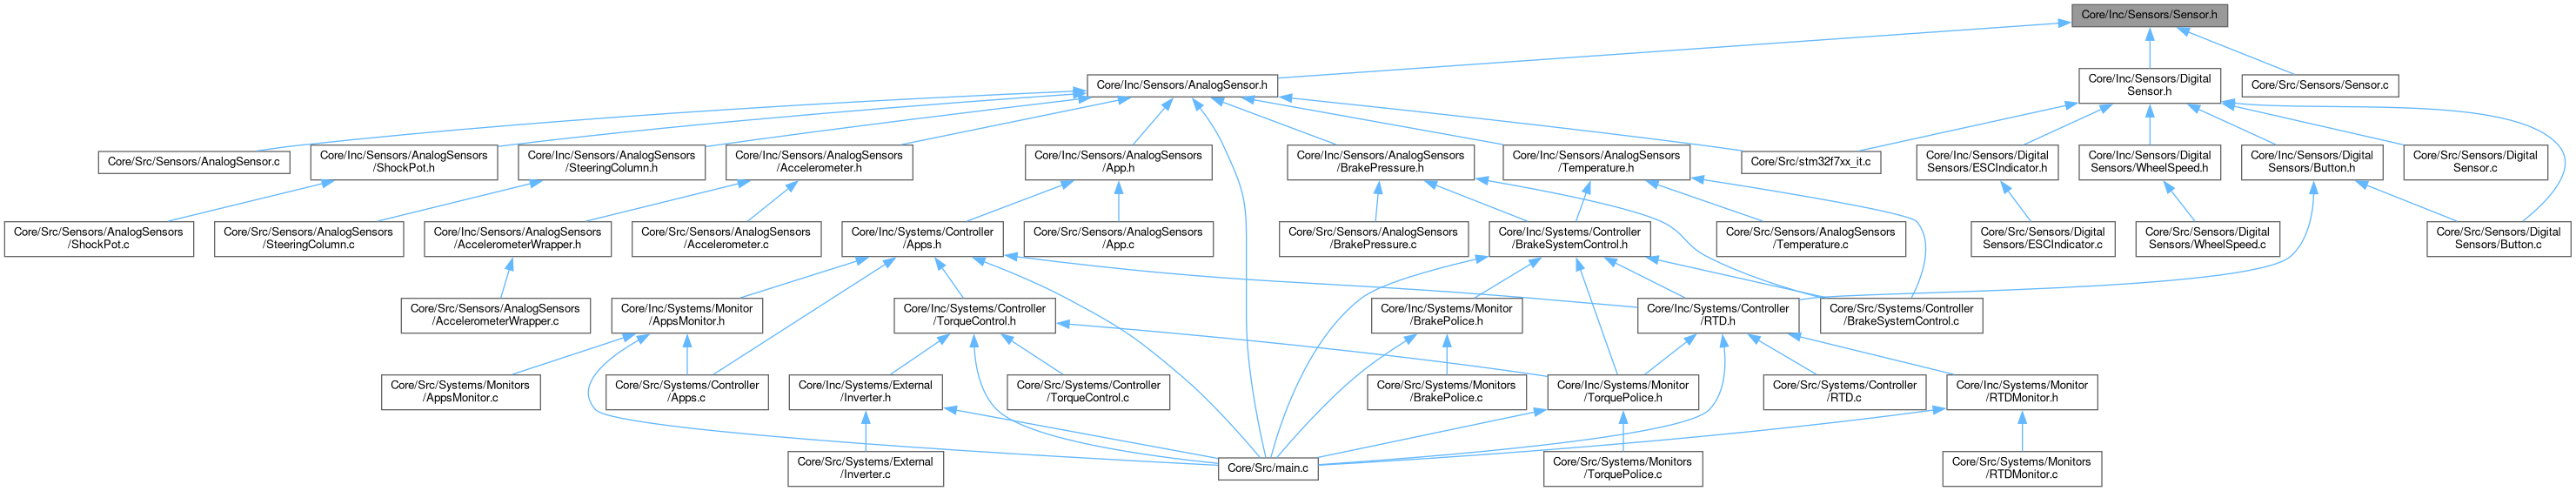 Core/Inc/Sensors/Sensor.h
Core/Inc/Sensors/AnalogSensor.h
Core/Inc/Sensors/Digital
Sensor.h
Core/Src/Sensors/Sensor.c
Core/Src/Sensors/AnalogSensor.c
Core/Inc/Sensors/AnalogSensors
/ShockPot.h
Core/Inc/Sensors/AnalogSensors
/SteeringColumn.h
Core/Inc/Sensors/AnalogSensors
/Accelerometer.h
Core/Inc/Sensors/AnalogSensors
/App.h
Core/Inc/Sensors/AnalogSensors
/BrakePressure.h
Core/Inc/Sensors/AnalogSensors
/Temperature.h
Core/Src/stm32f7xx_it.c
Core/Inc/Sensors/Digital
Sensors/ESCIndicator.h
Core/Inc/Sensors/Digital
Sensors/WheelSpeed.h
Core/Inc/Sensors/Digital
Sensors/Button.h
Core/Src/Sensors/Digital
Sensor.c
Core/Src/Sensors/AnalogSensors
/ShockPot.c
Core/Src/Sensors/AnalogSensors
/SteeringColumn.c
Core/Inc/Sensors/AnalogSensors
/AccelerometerWrapper.h
Core/Src/Sensors/AnalogSensors
/Accelerometer.c
Core/Inc/Systems/Controller
/Apps.h
Core/Src/Sensors/AnalogSensors
/App.c
Core/Src/Sensors/AnalogSensors
/BrakePressure.c
Core/Inc/Systems/Controller
/BrakeSystemControl.h
Core/Src/Sensors/AnalogSensors
/Temperature.c
Core/Src/Sensors/Digital
Sensors/ESCIndicator.c
Core/Src/Sensors/Digital
Sensors/WheelSpeed.c
Core/Src/Sensors/Digital
Sensors/Button.c
Core/Src/Sensors/AnalogSensors
/AccelerometerWrapper.c
Core/Inc/Systems/Monitor
/AppsMonitor.h
Core/Inc/Systems/Controller
/TorqueControl.h
Core/Inc/Systems/Monitor
/BrakePolice.h
Core/Inc/Systems/Controller
/RTD.h
Core/Src/Systems/Controller
/BrakeSystemControl.c
Core/Src/Systems/Monitors
/AppsMonitor.c
Core/Src/Systems/Controller
/Apps.c
Core/Inc/Systems/External
/Inverter.h
Core/Src/Systems/Controller
/TorqueControl.c
Core/Src/Systems/Monitors
/BrakePolice.c
Core/Inc/Systems/Monitor
/TorquePolice.h
Core/Src/Systems/Controller
/RTD.c
Core/Inc/Systems/Monitor
/RTDMonitor.h
Core/Src/Systems/External
/Inverter.c
Core/Src/main.c
Core/Src/Systems/Monitors
/TorquePolice.c
Core/Src/Systems/Monitors
/RTDMonitor.c